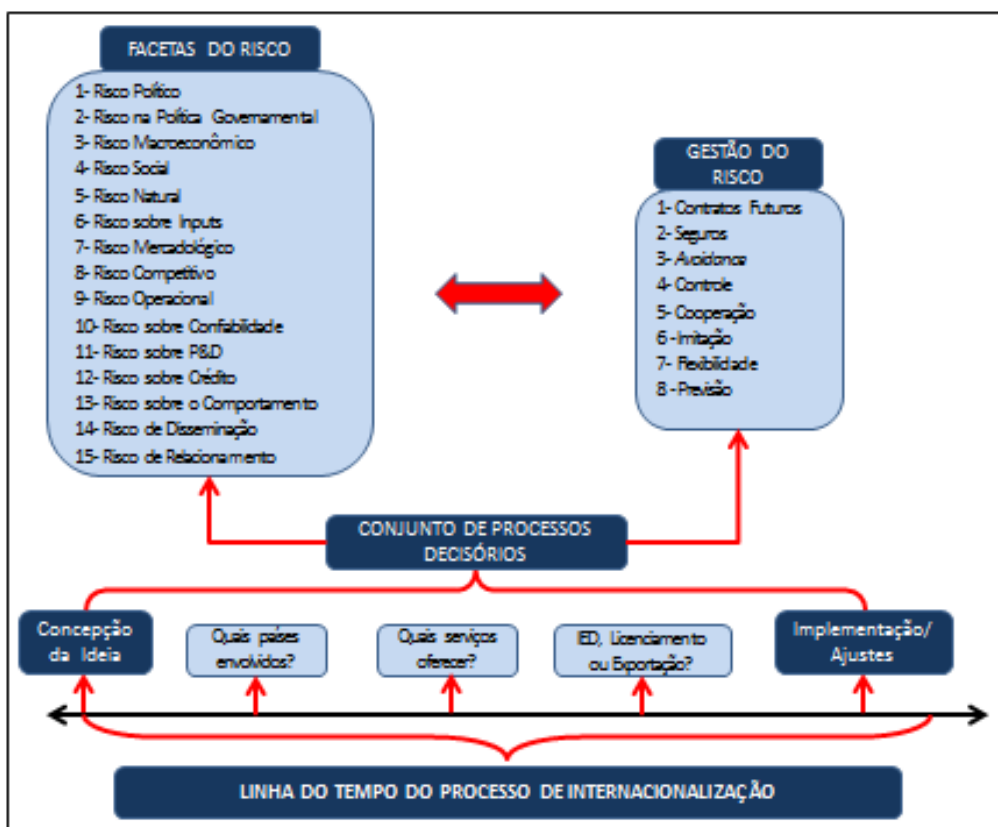 FACETAS DO RISCO
1- Risco Político
2- Risco na Política Governamental
3- Risco Macroeconômico
4- Risco Social
5- Risco Natural
6- Risco sobre Inputs
7- Risco Mercadológico
8- Risco Competitivo
9- Risco Operacional
10- Risco sobre Confiabilidade
11- Risco sobre P&D
12- Risco sobre Crédito
13- Risco sobre o Comportamento
14- Risco de Disseminação
15- Risco de Relacionamento
GESTÃO DO
RISCO
1- Contratos Futuros
2- Seguros
3- Avoidance
4- Controle
5- Cooperação
6 - Imitação
7- Flexibilidade
8 - Previsão
CONJUNTO DE PROCESSOS
DECISÓRIOS
Concepção
da Ideia
Quais países
envolvidos?
Quais serviços
oferecer?
IED, Licenciamento
ou Exportação?
Implementação/
Ajustes
LINHA DO TEMPO DO PROCESSO DE INTERNACIONALIZAÇÃO